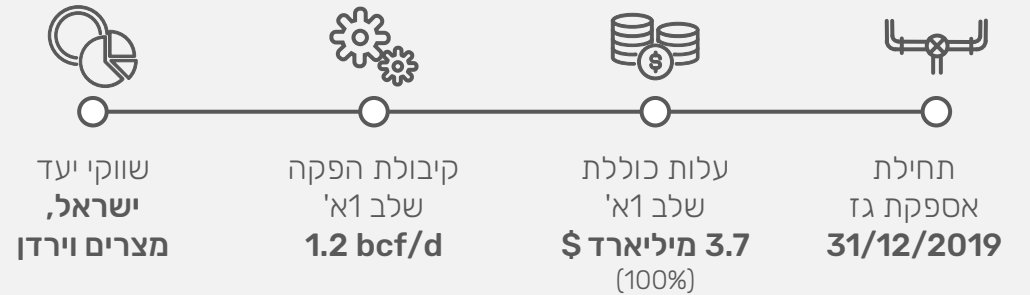 תחילת
אספקת גז
31/12/2019
עלות כוללת
שלב 1א'
3.7 מיליארד $
(100%)
קיבולת הפקה
שלב 1א'
1.2 bcf/d
שווקי יעד
ישראל,
מצרים וירדן